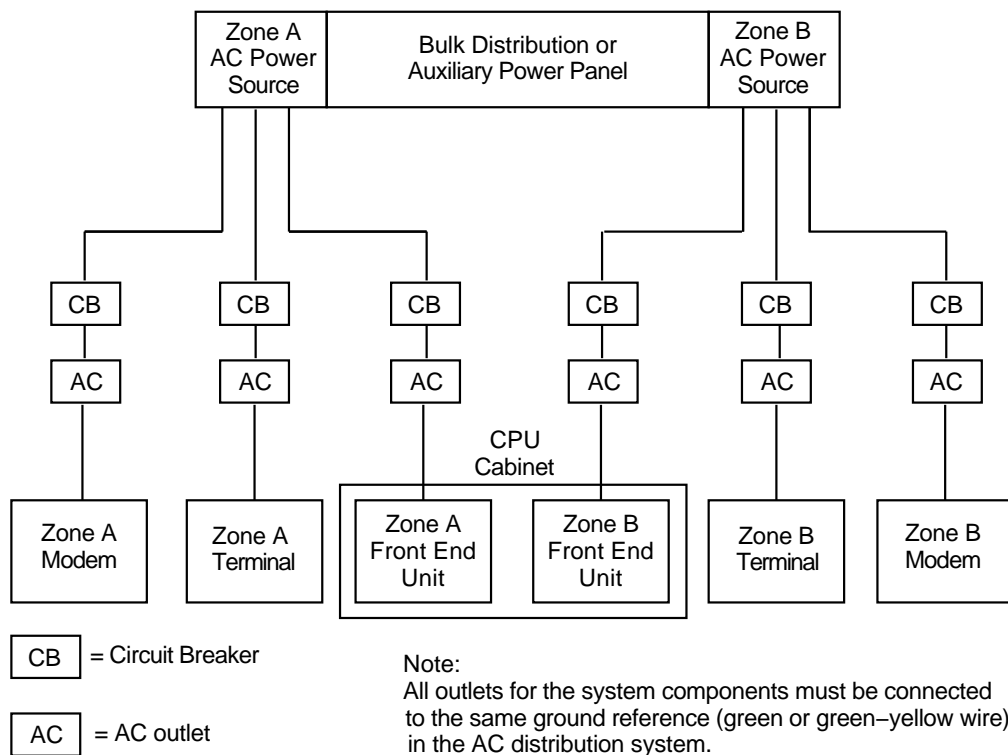 Zone A
AC Power
Source
Bulk Distribution or
Auxiliary Power Panel
Zone B
AC Power
Source
CB
CB
CB
CB
CB
CB
AC
AC
AC
AC
AC
AC
CPU
Cabinet
Zone A
Modem
Zone A
Terminal
Zone A
Front End
Unit
Zone B
Front End
Unit
Zone B
Terminal
Zone B
Modem
CB = Circuit Breaker
AC = AC outlet
Note:
All outlets for the system components must be connected
to the same ground reference (green or green–yellow wire)
in the AC distribution system.